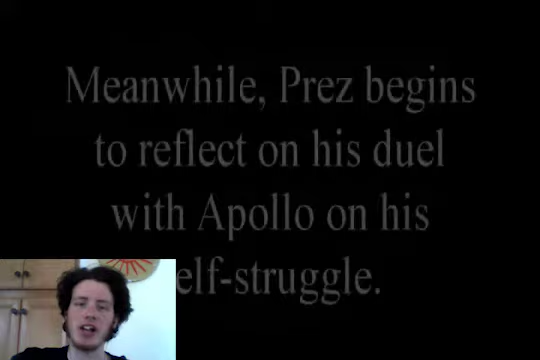 Meanwhile, Prez begins
to reflect on his duel
with Apollo on his
elf-struggle.